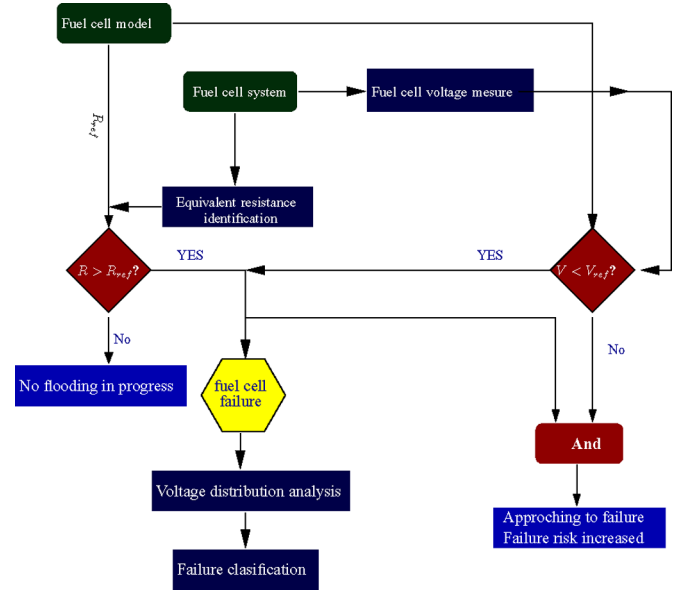 Fuel cell model
Fuel cell system
Fuel cell voltage mesure
R_ref
Equivalent resistance
identification
R > R_ref?
YES
YES
V < V_ref?
No
No
No flooding in progress
fuel cell
failure
And
Voltage distribution analysis
Approching to failure
Failure risk increased
Failure clasification